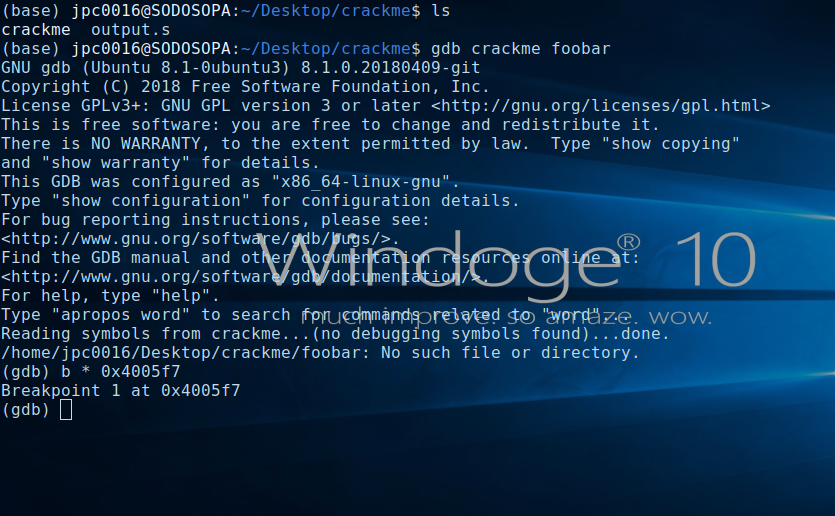 (base) jpc0016@SODOSOPA:~/Desktop/crackme$ ls
crackme  output.s
(base) jpc0016@SODOSOPA:~/Desktop/crackme$ gdb crackme foobar
GNU gdb (Ubuntu 8.1-0ubuntu3) 8.1.0.20180409-git
Copyright (C) 2018 Free Software Foundation, Inc.
License GPLv3+: GNU GPL version 3 or later <http://gnu.org/licenses/gpl.html>
This is free software: you are free to change and redistribute it.
There is NO WARRANTY, to the extent permitted by law.  Type "show copying"
and "show warranty" for details.
This GDB was configured as "x86_64-linux-gnu".
Type "show configuration" for configuration details.
For bug reporting instructions, please see:
<http://www.gnu.org/software/gdb/bugs/>.
Find the GDB manual and other documentation resources online at:
<http://www.gnu.org/software/gdb/documentation/>.
For help, type "help".
Type "apropos word" to search for commands related to "word"...
Reading symbols from crackme...(no debugging symbols found)...done.
/home/jpc0016/Desktop/crackme/foobar: No such file or directory.
(gdb) b * 0x4005f7
Breakpoint 1 at 0x4005f7
(gdb)
Windoge® 10
much improve. so amaze. wow.